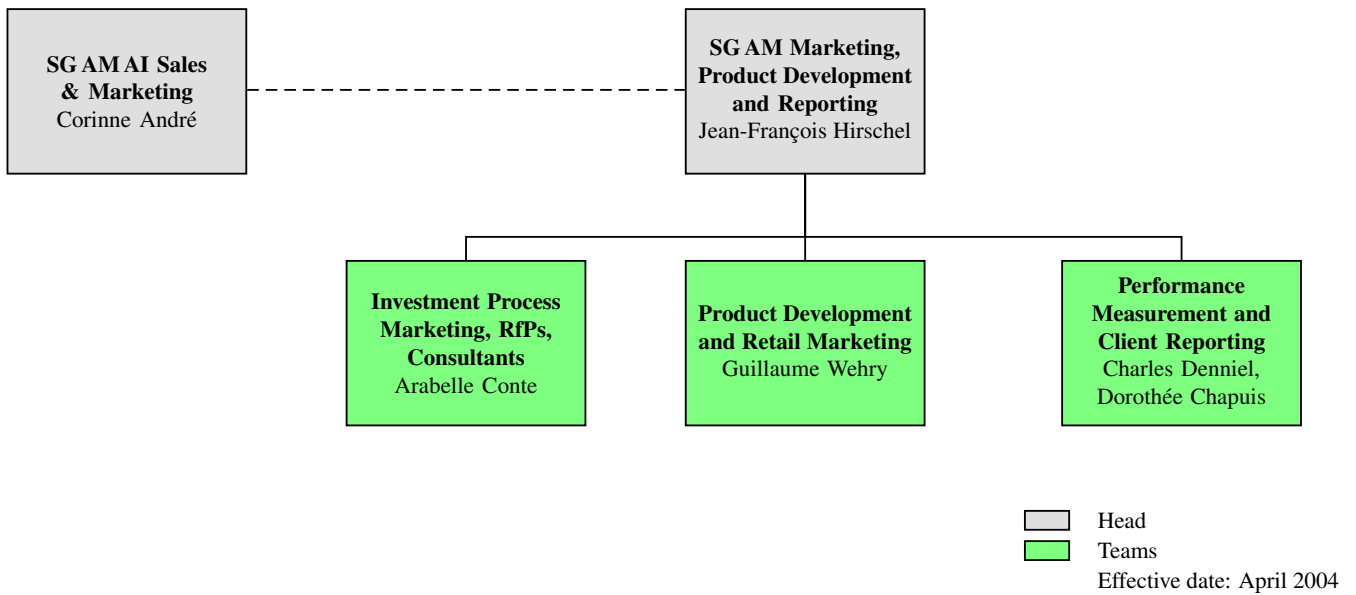 SG AM AI Sales
& Marketing
Corinne André
SG AM Marketing,
Product Development
and Reporting
Jean-François Hirschel
Investment Process
Marketing, RfPs,
Consultants
Arabelle Conte
Product Development
and Retail Marketing
Guillaume Wehry
Performance
Measurement and
Client Reporting
Charles Denniel,
Dorothée Chapuis
Head
Teams
Effective date: April 2004